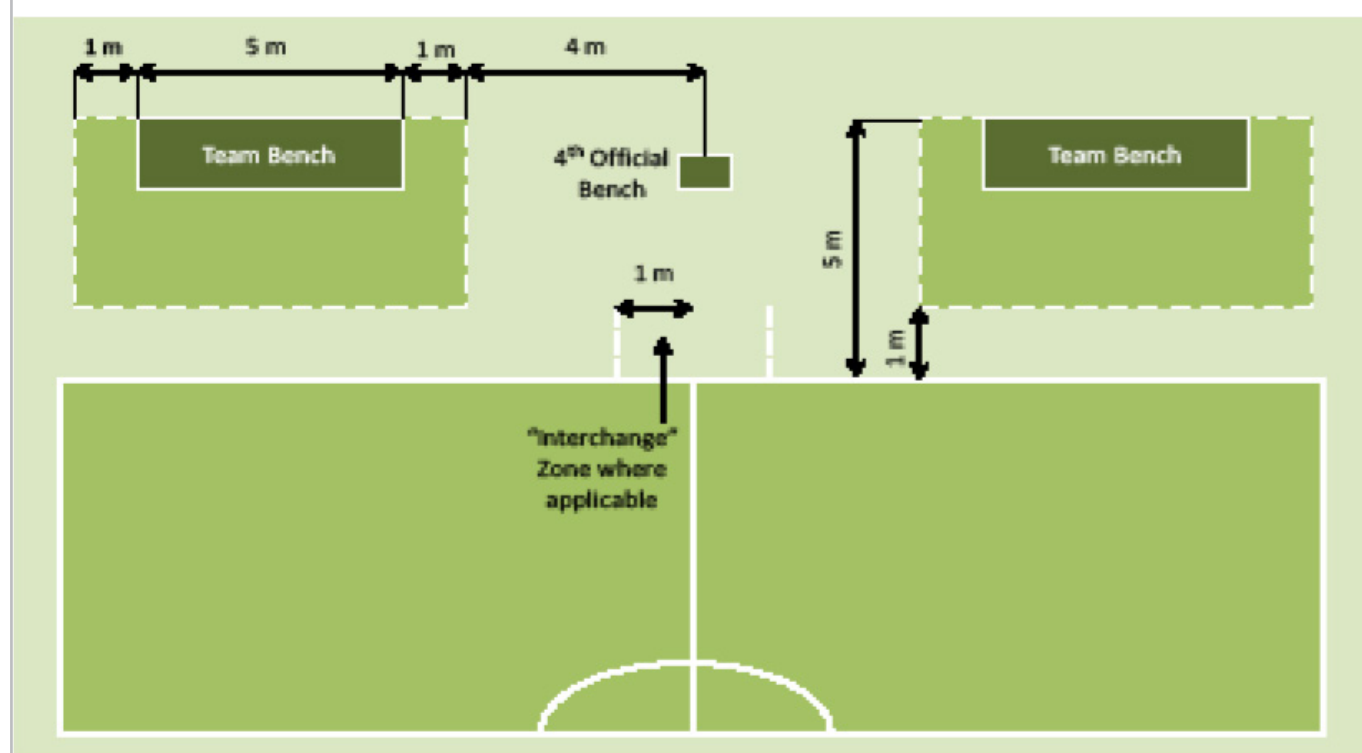 1 m
5 m
1 m
4 m
Team Bench
4th Official
Bench
Team Bench
5 m
1 m
1 m
"Interchange"
Zone where
applicable